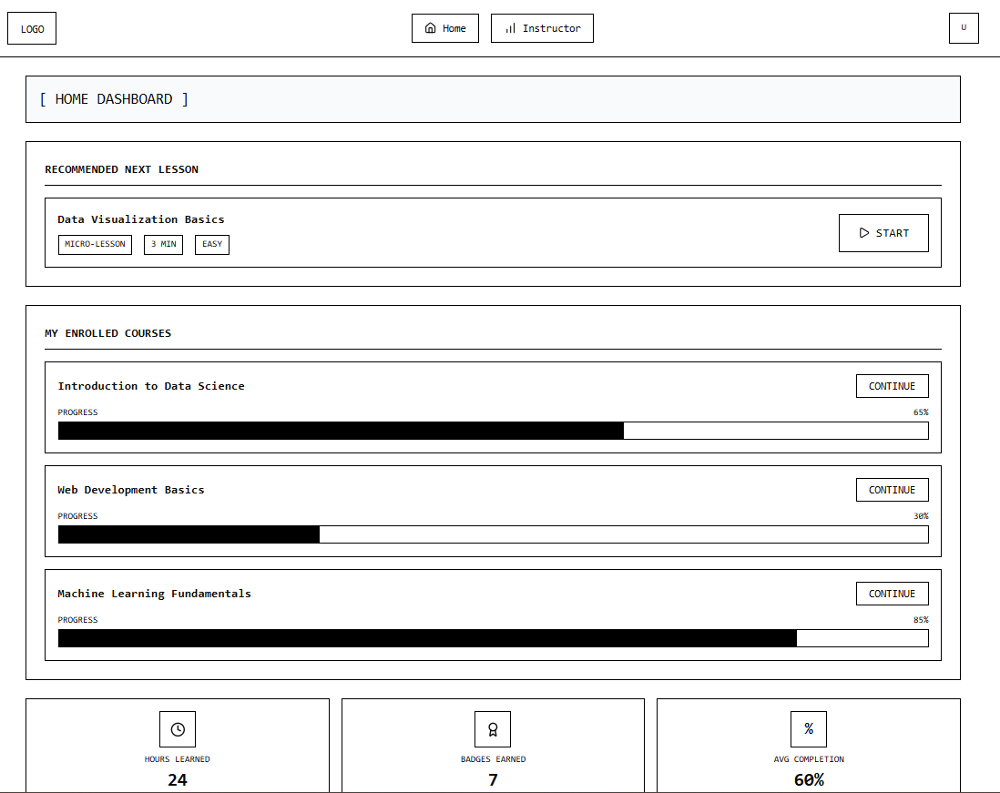 LOGO
Home
Instructor
U
[ HOME DASHBOARD ]
RECOMMENDED NEXT LESSON
Data Visualization Basics
MICRO-LESSON
3 MIN
EASY
START
MY ENROLLED COURSES
Introduction to Data Science
CONTINUE
PROGRESS
65%
Web Development Basics
CONTINUE
PROGRESS
30%
Machine Learning Fundamentals
CONTINUE
PROGRESS
85%
HOURS LEARNED
24
BADGES EARNED
7
%
AVG COMPLETION
60%